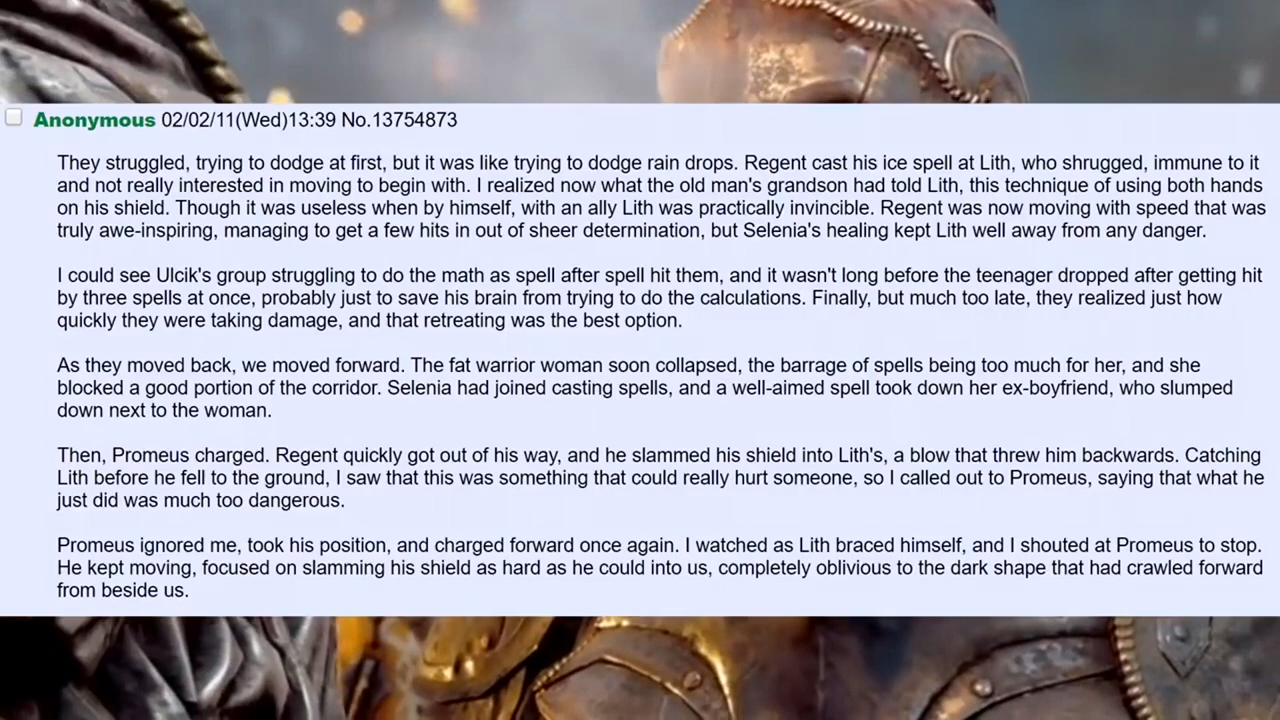 Anonymous 02/02/11(Wed)13:39 No.13754873
They struggled, trying to dodge at first, but it was like trying to dodge rain drops. Regent cast his ice spell at Lith, who shrugged, immune to it
and not really interested in moving to begin with. I realized now what the old man's grandson had told Lith, this technique of using both hands
on his shield. Though it was useless when by himself, with an ally Lith was practically invincible. Regent was now moving with speed that was
truly awe-inspiring, managing to get a few hits in out of sheer determination, but Selenia's healing kept Lith well away from any danger.
I could see Ulcik's group struggling to do the math as spell after spell hit them, and it wasn't long before the teenager dropped after getting hit
by three spells at once, probably just to save his brain from trying to do the calculations. Finally, but much too late, they realized just how
quickly they were taking damage, and that retreating was the best option.
As they moved back, we moved forward. The fat warrior woman soon collapsed, the barrage of spells being too much for her, and she
blocked a good portion of the corridor. Selenia had joined casting spells, and a well-aimed spell took down her ex-boyfriend, who slumped
down next to the woman.
Then, Promeus charged. Regent quickly got out of his way, and he slammed his shield into Lith's, a blow that threw him backwards. Catching
Lith before he fell to the ground, I saw that this was something that could really hurt someone, so I called out to Promeus, saying that what he
just did was much too dangerous.
Promeus ignored me, took his position, and charged forward once again. I watched as Lith braced himself, and I shouted at Promeus to stop.
He kept moving, focused on slamming his shield as hard as he could into us, completely oblivious to the dark shape that had crawled forward
from beside us.